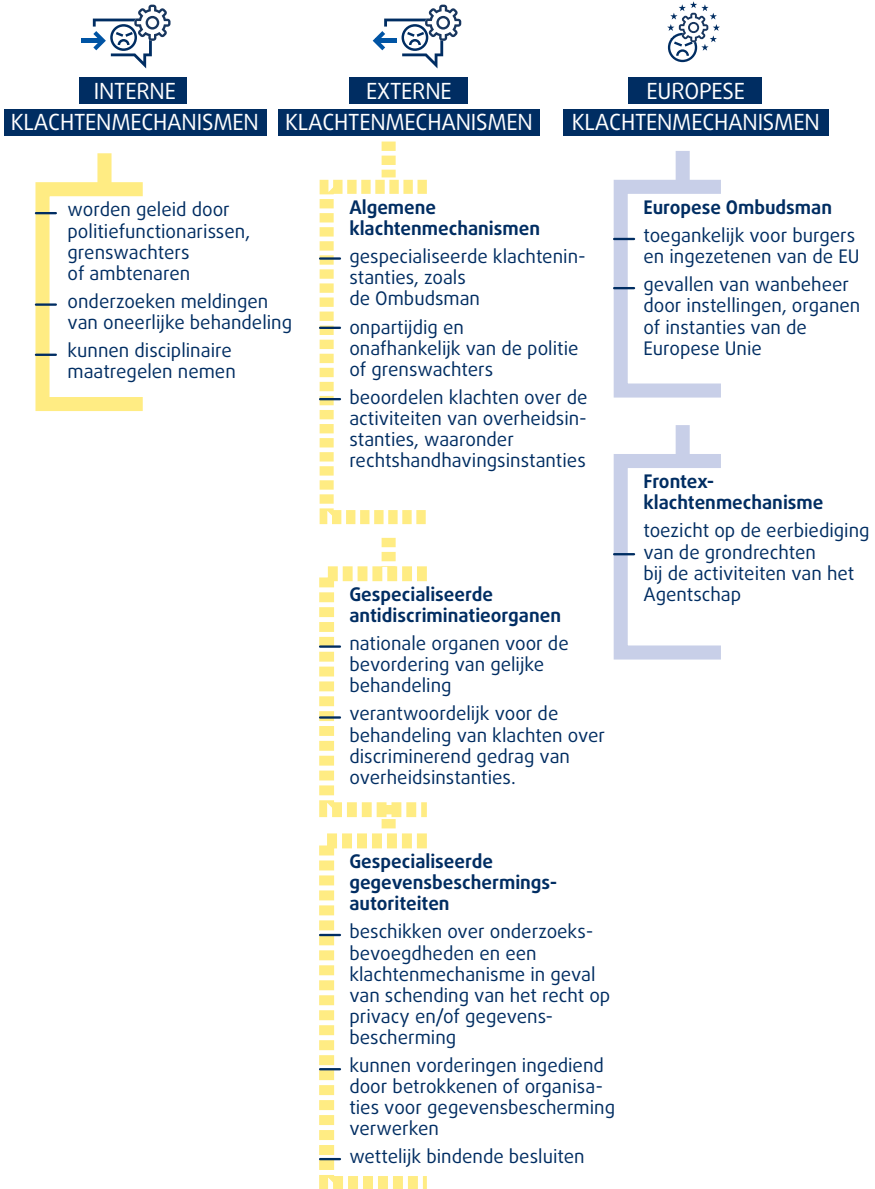 INTERNE
KLACHTENMECHANISMEN
worden geleid door
politiefunctionarissen,
grenswachters
of ambtenaren
onderzoeken meldingen
van oneerlijke behandeling
kunnen disciplinaire
maatregelen nemen
EXTERNE
KLACHTENMECHANISMEN
Algemene
klachtenmechanismen
gespecialiseerde klachtenin-
stanties, zoals
de Ombudsman
onpartijdig en
onafhankelijk van de politie
of grenswachters
beoordelen klachten over de
activiteiten van overheidsin-
stanties, waaronder
rechtshandhavingsinstanties
Gespecialiseerde
antidiscriminatieorganen
nationale organen voor de
bevordering van gelijke
behandeling
verantwoordelijk voor de
behandeling van klachten over
discriminerend gedrag van
overheidsinstanties.
Gespecialiseerde
gegevensbeschermings-
autoriteiten
beschikken over onderzoeks-
bevoegdheden en een
klachtenmechanisme in geval
van schending van het recht op
privacy en/of gegevens-
bescherming
kunnen vorderingen ingediend
door betrokkenen of organisa-
ties voor gegevensbescherming
verwerken
wettelijk bindende besluiten
EUROPESE
KLACHTENMECHANISMEN
Europese Ombudsman
toegankelijk voor burgers
en ingezetenen van de EU
gevallen van wanbeheer
door instellingen, organen
of instanties van de
Europese Unie
Frontex-
klachtenmechanisme
toezicht op de eerbiediging
van de grondrechten
bij de activiteiten van het
Agentschap